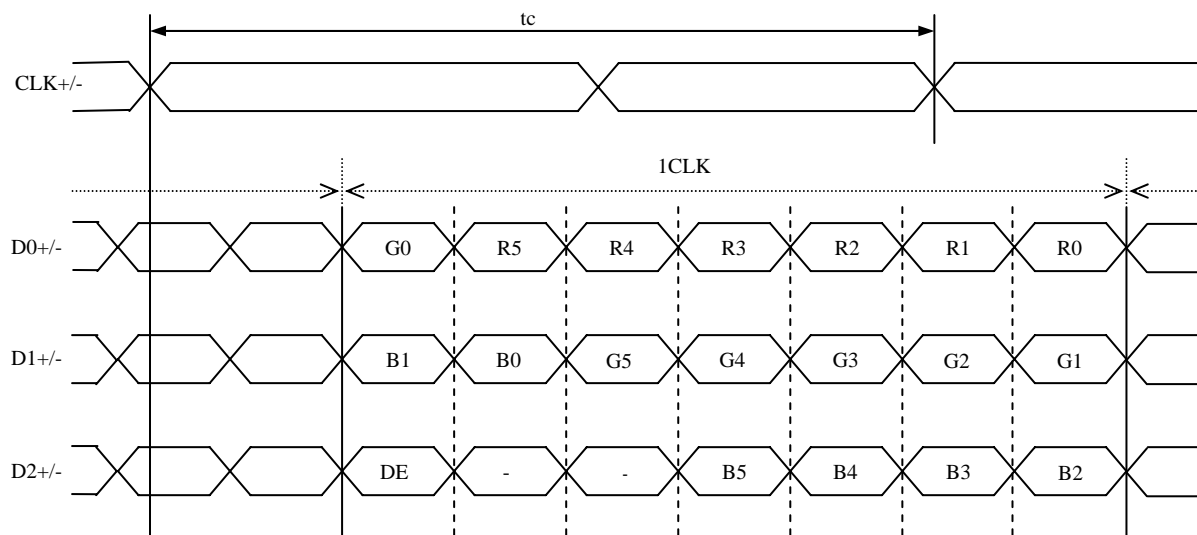 tc
CLK+/-
1CLK
D0+/- G0 R5 R4 R3 R2 R1 R0
D1+/- B1 B0 G5 G4 G3 G2 G1
D2+/- DE - - B5 B4 B3 B2